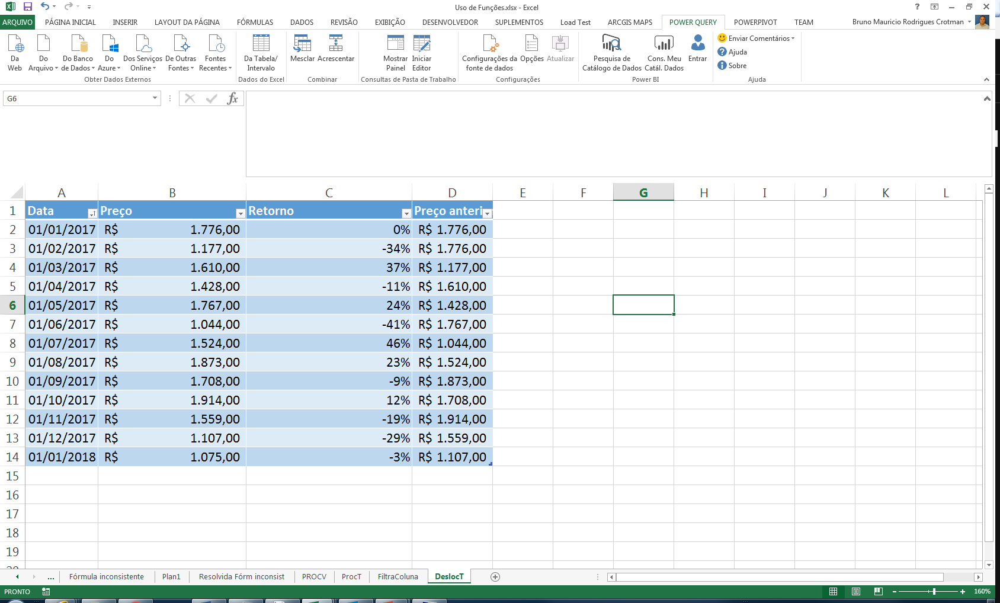 Uso de Funções.xlsx - Excel
?
ARQUIVO PÁGINA INICIAL INSERIR LAYOUT DA PÁGINA FÓRMULAS DADOS REVISÃO EXIBIÇÃO DESENVOLVEDOR SUPLEMENTOS Load Test ARCGIS MAPS POWER QUERY POWERPIVOT TEAM Bruno Mauricio Rodrigues Crotman
Da Web
Do Arquivo
Do Banco de Dados
Do Azure
Dos Serviços Online
De Outras Fontes
Fontes Recentes
Obter Dados Externos
Da Tabela/ Intervalo
Dados do Excel
Mesclar Acrescentar
Combinar
Mostrar Painel
Iniciar Editor
Consultas de Pasta de Trabalho
Configurações da fonte de dados
Opções Atualizar
Configurações
Pesquisa de Catálogo de Dados
Cons. Meu Catál. Dados
Entrar
Power BI
Enviar Comentários
Ajuda
Sobre
Ajuda
G6 fx
A B C D E F G H I J K L
1 Data Preço Retorno Preço anteri
2 01/01/2017 R$ 1.776,00 0% R$ 1.776,00
3 01/02/2017 R$ 1.177,00 -34% R$ 1.776,00
4 01/03/2017 R$ 1.610,00 37% R$ 1.177,00
5 01/04/2017 R$ 1.428,00 -11% R$ 1.610,00
6 01/05/2017 R$ 1.767,00 24% R$ 1.428,00
7 01/06/2017 R$ 1.044,00 -41% R$ 1.767,00
8 01/07/2017 R$ 1.524,00 46% R$ 1.044,00
9 01/08/2017 R$ 1.873,00 23% R$ 1.524,00
10 01/09/2017 R$ 1.708,00 -9% R$ 1.873,00
11 01/10/2017 R$ 1.914,00 12% R$ 1.708,00
12 01/11/2017 R$ 1.559,00 -19% R$ 1.914,00
13 01/12/2017 R$ 1.107,00 -29% R$ 1.559,00
14 01/01/2018 R$ 1.075,00 -3% R$ 1.107,00
15
16
17
18
19
20
... Fórmula inconsistente Plan1 Resolvida Fórm inconsist PROCV ProcT FiltraColuna DeslocT
PRONTO 160%